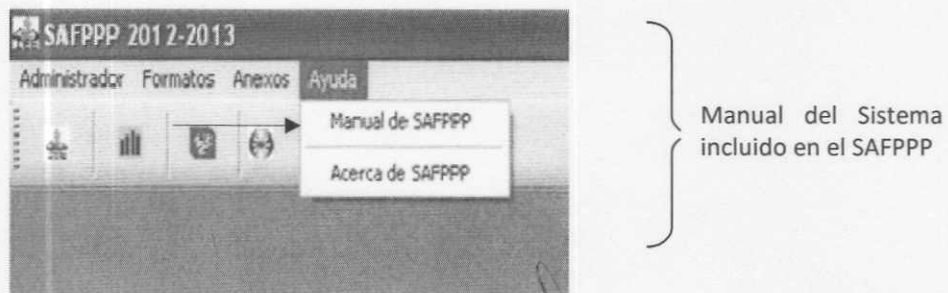 SAFPPP 2012-2013
Administrador Formatos Anexos Ayuda
Manual de SAFPPP
Acerca de SAFPPP
Manual del Sistema
incluido en el SAFPPP